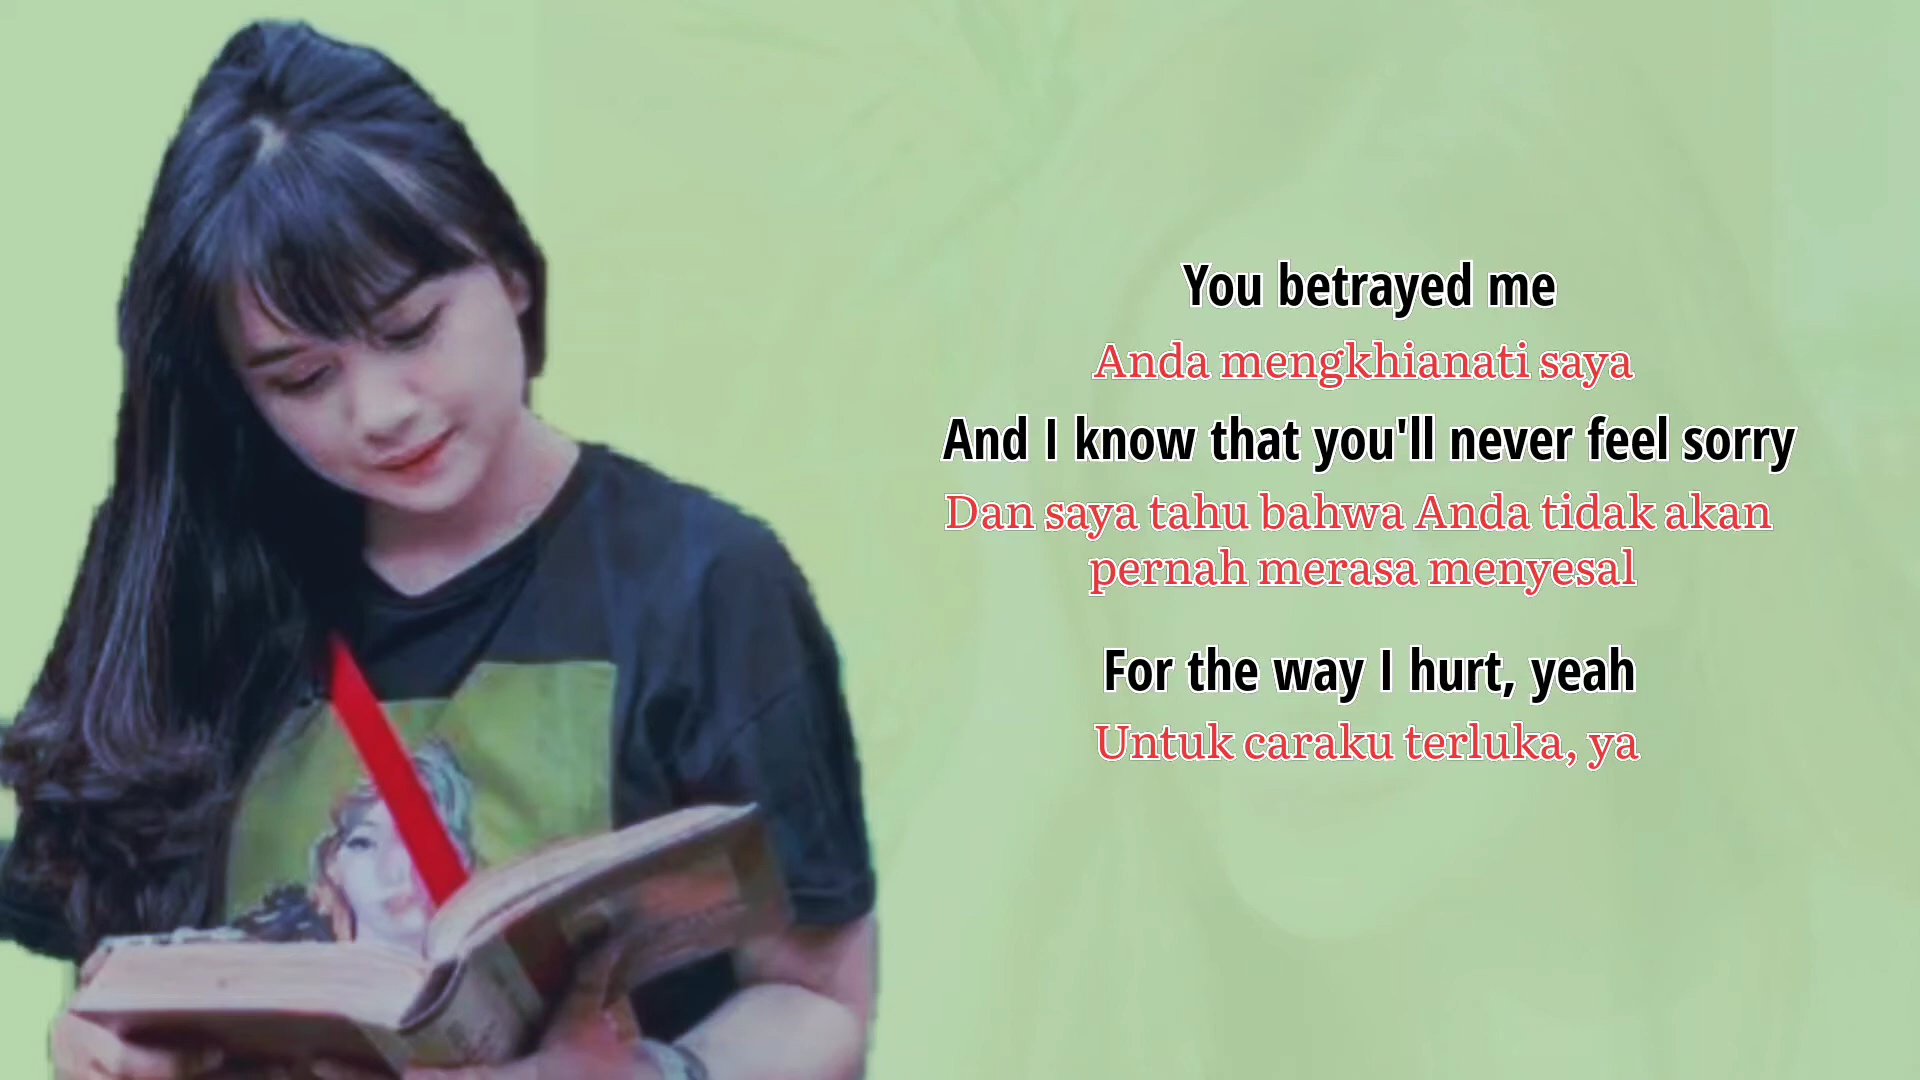 You betrayed me
Anda mengkhianati saya
And I know that you'll never feel sorry
Dan saya tahu bahwa Anda tidak akan
pernah merasa menyesal
For the way I hurt, yeah
Untuk caraku terluka, ya